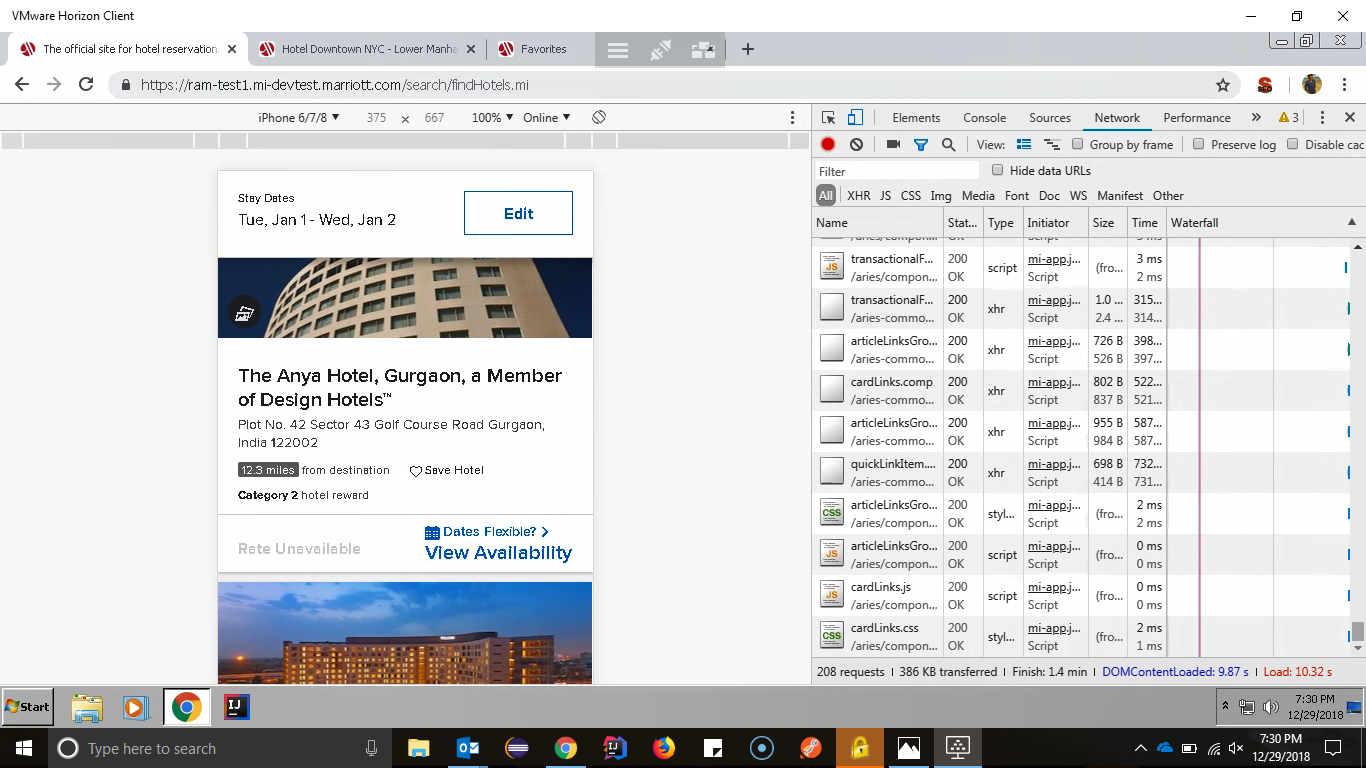 VMware Horizon Client
The official site for hotel reservation
Hotel Downtown NYC - Lower Manha
Favorites
https://ram-test1.mi-devtest.marriott.com/search/findHotels.mi
iPhone 6/7/8 ▼ 375 × 667 100% ▼ Online ▼
Elements Console Sources Network Performance » 3
View: Group by frame Preserve log Disable cac
Filter Hide data URLs
All XHR JS CSS Img Media Font Doc WS Manifest Other
Name Stat... Type Initiator Size Time Waterfall
/aries/compon... OK Script 3 ms
transactionalF... 200 script mi-app.j... (fro... 3 ms
/aries/compon... OK Script 2 ms
transactionalF... 200 xhr mi-app.j... 1.0 ... 315...
/aries-commo... OK Script 2.4 ... 314...
articleLinksGro... 200 xhr mi-app.j... 726 B 398...
/aries-commo... OK Script 526 B 397...
cardLinks.comp 200 xhr mi-app.j... 802 B 522...
/aries-commo... OK Script 837 B 521...
articleLinksGro... 200 xhr mi-app.j... 955 B 587...
/aries-commo... OK Script 984 B 587...
quickLinkItem.... 200 xhr mi-app.j... 698 B 732...
/aries-commo... OK Script 414 B 731...
articleLinksGro... 200 styl... mi-app.j... (fro... 2 ms
/aries/compon... OK Script 2 ms
articleLinksGro... 200 script mi-app.j... (fro... 0 ms
/aries/compon... OK Script 0 ms
cardLinks.js 200 script mi-app.j... (fro... 0 ms
/aries/compon... OK Script 0 ms
cardLinks.css 200 styl... mi-app.j... (fro... 2 ms
/aries/compon... OK Script 1 ms
208 requests | 386 KB transferred | Finish: 1.4 min | DOMContentLoaded: 9.87 s | Load: 10.32 s
Stay Dates
Tue, Jan 1 - Wed, Jan 2
Edit
The Anya Hotel, Gurgaon, a Member
of Design Hotels™
Plot No. 42 Sector 43 Golf Course Road Gurgaon,
India 122002
12.3 miles from destination Save Hotel
Category 2 hotel reward
Dates Flexible? >
Rate Unavailable View Availability
Start
7:30 PM
12/29/2018
Type here to search
7:30 PM
12/29/2018